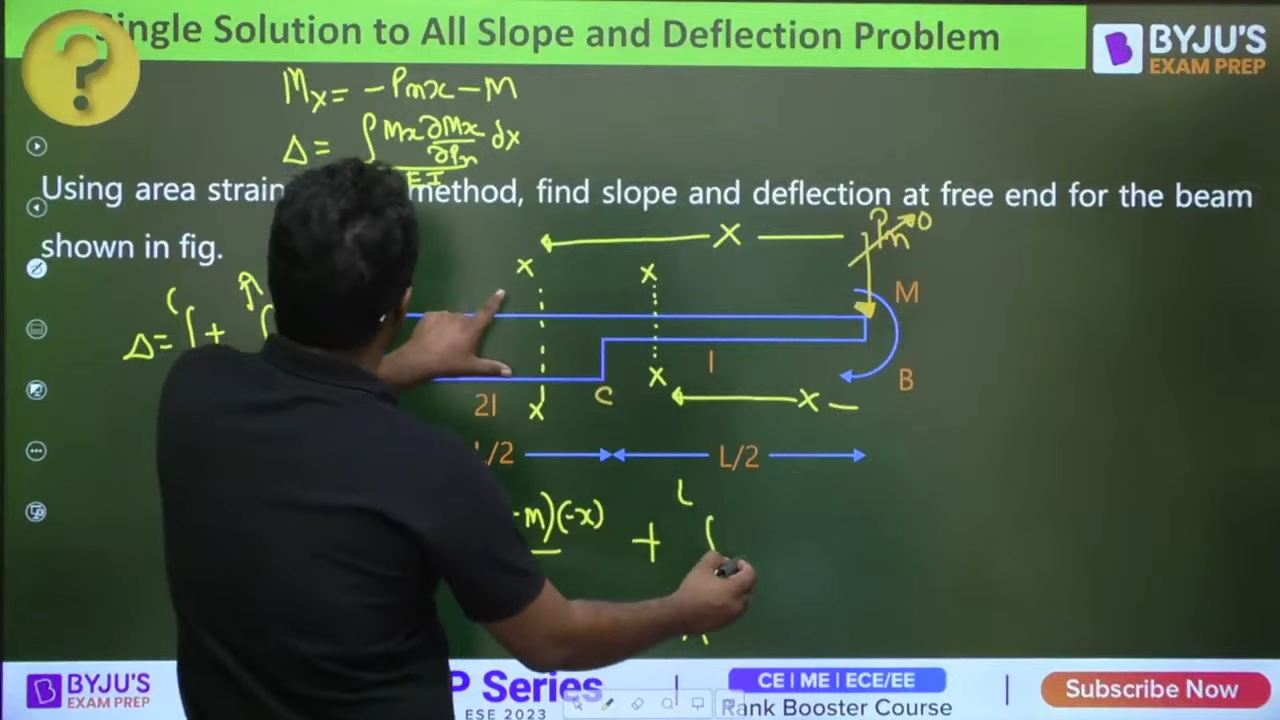 Single Solution to All Slope and Deflection Problem
BYJU'S
EXAM PREP
?
Mx = - Pmx - M
Δ = ∫ Mx ∂Mx dx
∂Pm
EI
Using area strain method, find slope and deflection at free end for the beam
shown in fig.
Pm 0
x
x x
M
Δ = ∫ +
I
B
x
x
x
C
2I
L/2
L/2
-m)(-x) + ∫
L
BYJU'S
EXAM PREP
P Series
ESE 2023
CE | ME | ECE/EE
Rank Booster Course
Subscribe Now